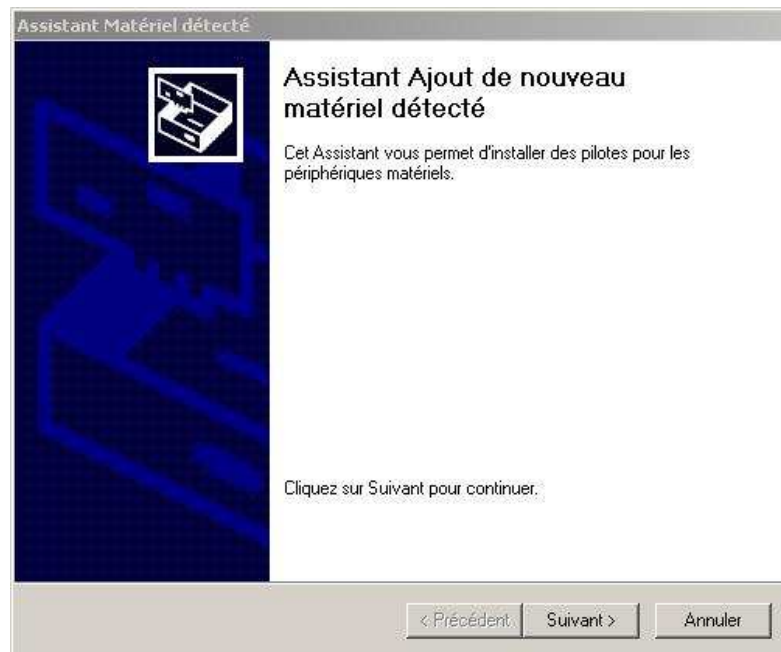 Assistant Matériel détecté
Assistant Ajout de nouveau
matériel détecté
Cet Assistant vous permet d'installer des pilotes pour les
périphériques matériels.
Cliquez sur Suivant pour continuer.
< Précédent Suivant > Annuler